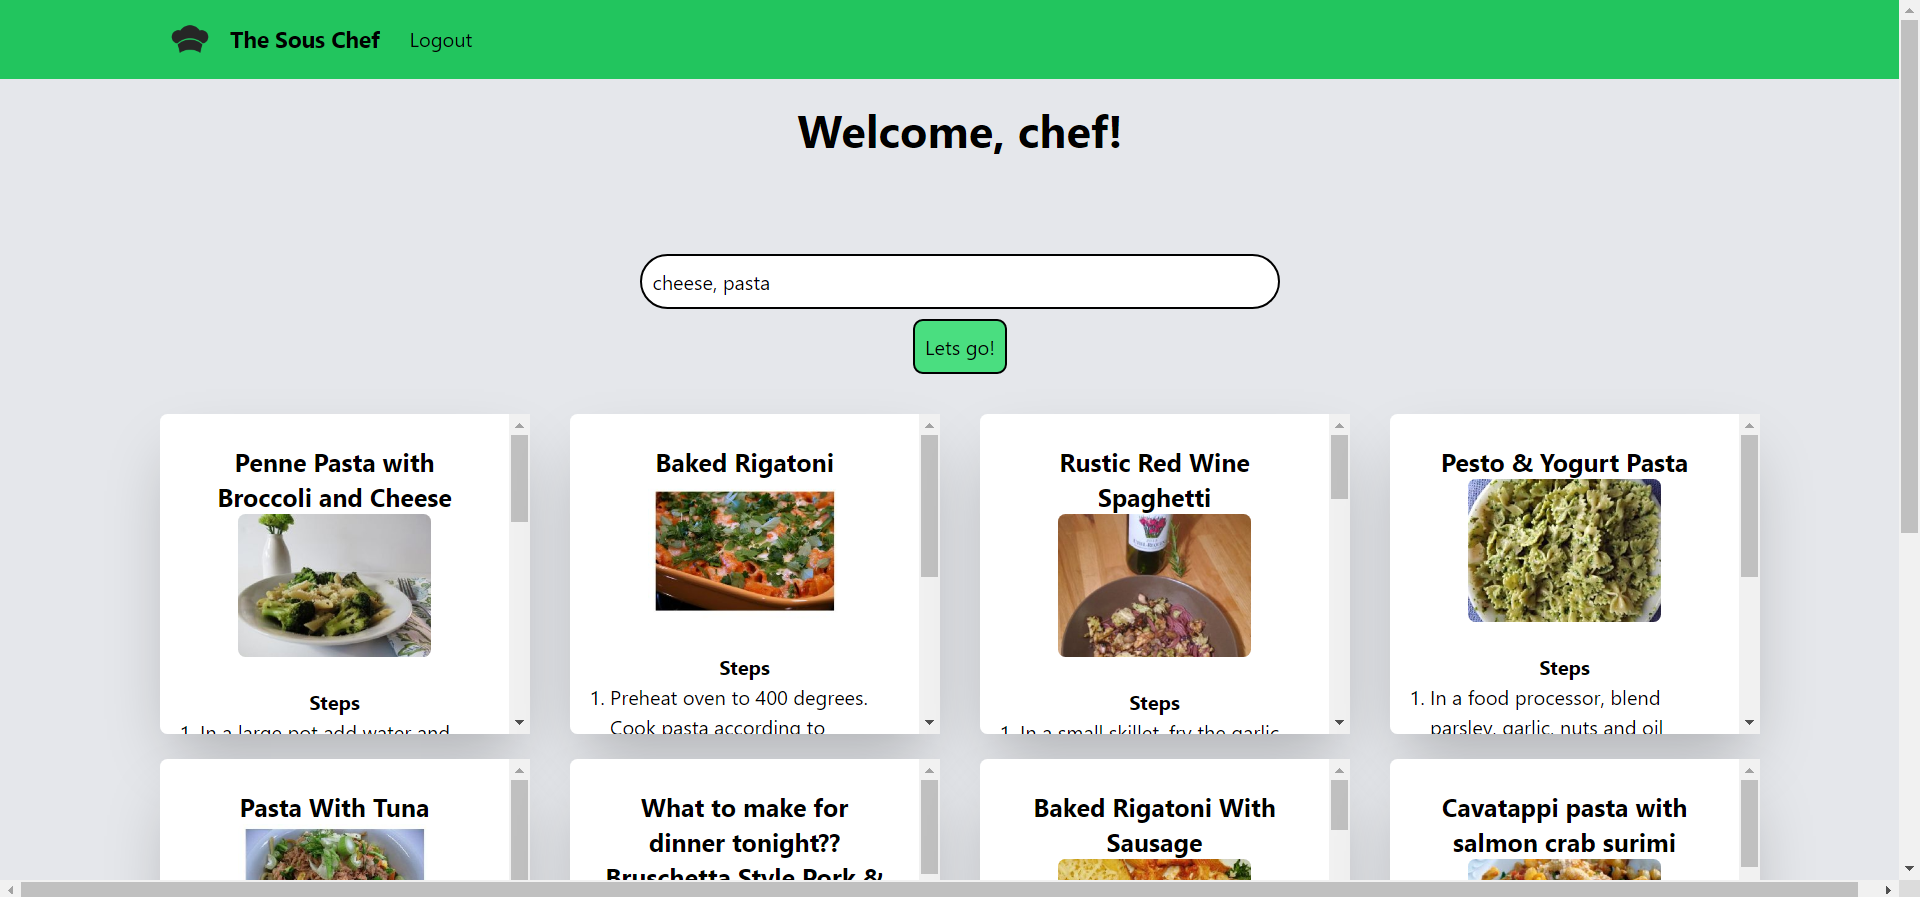 The Sous Chef
Logout
Welcome, chef!
cheese, pasta
Lets go!
Penne Pasta with
Broccoli and Cheese
Steps
1. In a large pot add water and
Baked Rigatoni
Steps
1. Preheat oven to 400 degrees.
Cook pasta according to
Rustic Red Wine
Spaghetti
Steps
1. In a small skillet, fry the garlic
Pesto & Yogurt Pasta
Steps
1. In a food processor, blend
parsley, garlic, nuts and oil
Pasta With Tuna
What to make for
dinner tonight??
Bruschetta Style Pork &
Baked Rigatoni With
Sausage
Cavatappi pasta with
salmon crab surimi